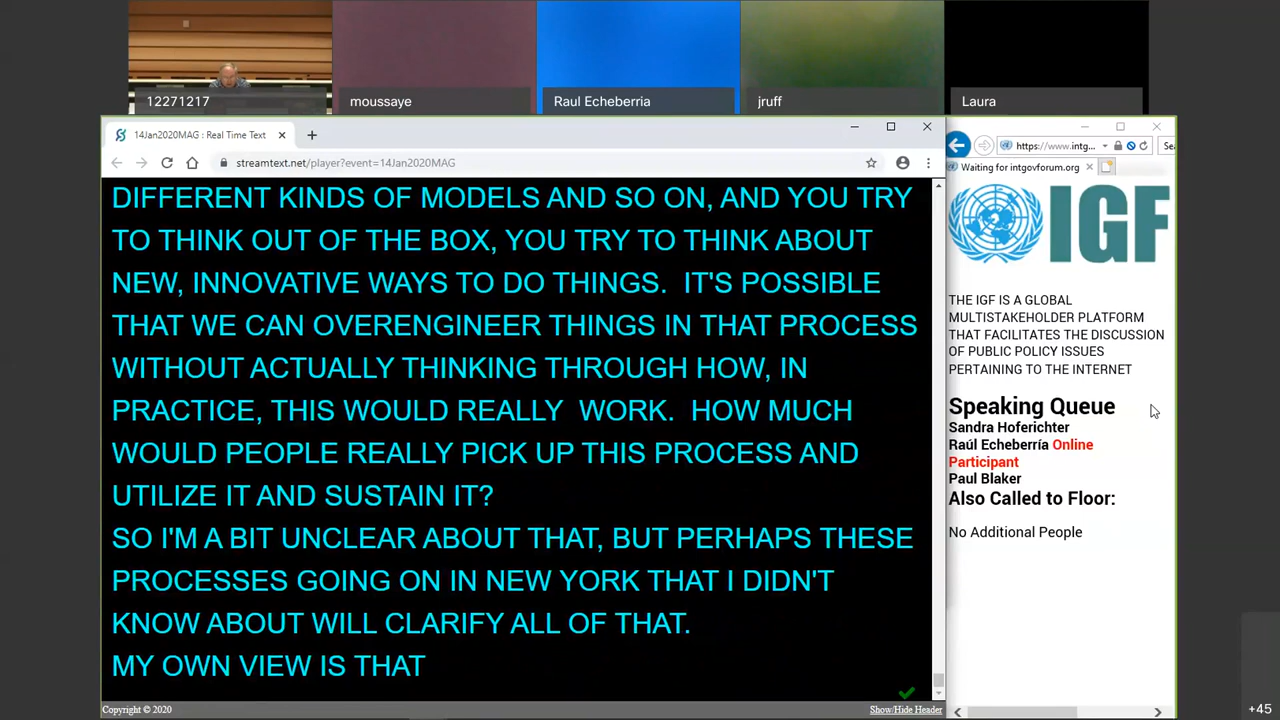 12271217
moussaye
Raul Echeberria
jruff
Laura
14Jan2020MAG : Real Time Text
streamtext.net/player?event=14Jan2020MAG
DIFFERENT KINDS OF MODELS AND SO ON, AND YOU TRY
TO THINK OUT OF THE BOX, YOU TRY TO THINK ABOUT
NEW, INNOVATIVE WAYS TO DO THINGS. IT'S POSSIBLE
THAT WE CAN OVERENGINEER THINGS IN THAT PROCESS
WITHOUT ACTUALLY THINKING THROUGH HOW, IN
PRACTICE, THIS WOULD REALLY WORK. HOW MUCH
WOULD PEOPLE REALLY PICK UP THIS PROCESS AND
UTILIZE IT AND SUSTAIN IT?
SO I'M A BIT UNCLEAR ABOUT THAT, BUT PERHAPS THESE
PROCESSES GOING ON IN NEW YORK THAT I DIDN'T
KNOW ABOUT WILL CLARIFY ALL OF THAT.
MY OWN VIEW IS THAT
Copyright © 2020
Show/Hide Header
https://www.intg...
Sea
Waiting for intgovforum.org
IGF
THE IGF IS A GLOBAL
MULTISTAKEHOLDER PLATFORM
THAT FACILITATES THE DISCUSSION
OF PUBLIC POLICY ISSUES
PERTAINING TO THE INTERNET
Speaking Queue
Sandra Hoferichter
Raúl Echeberría Online
Participant
Paul Blaker
Also Called to Floor:
No Additional People
+45